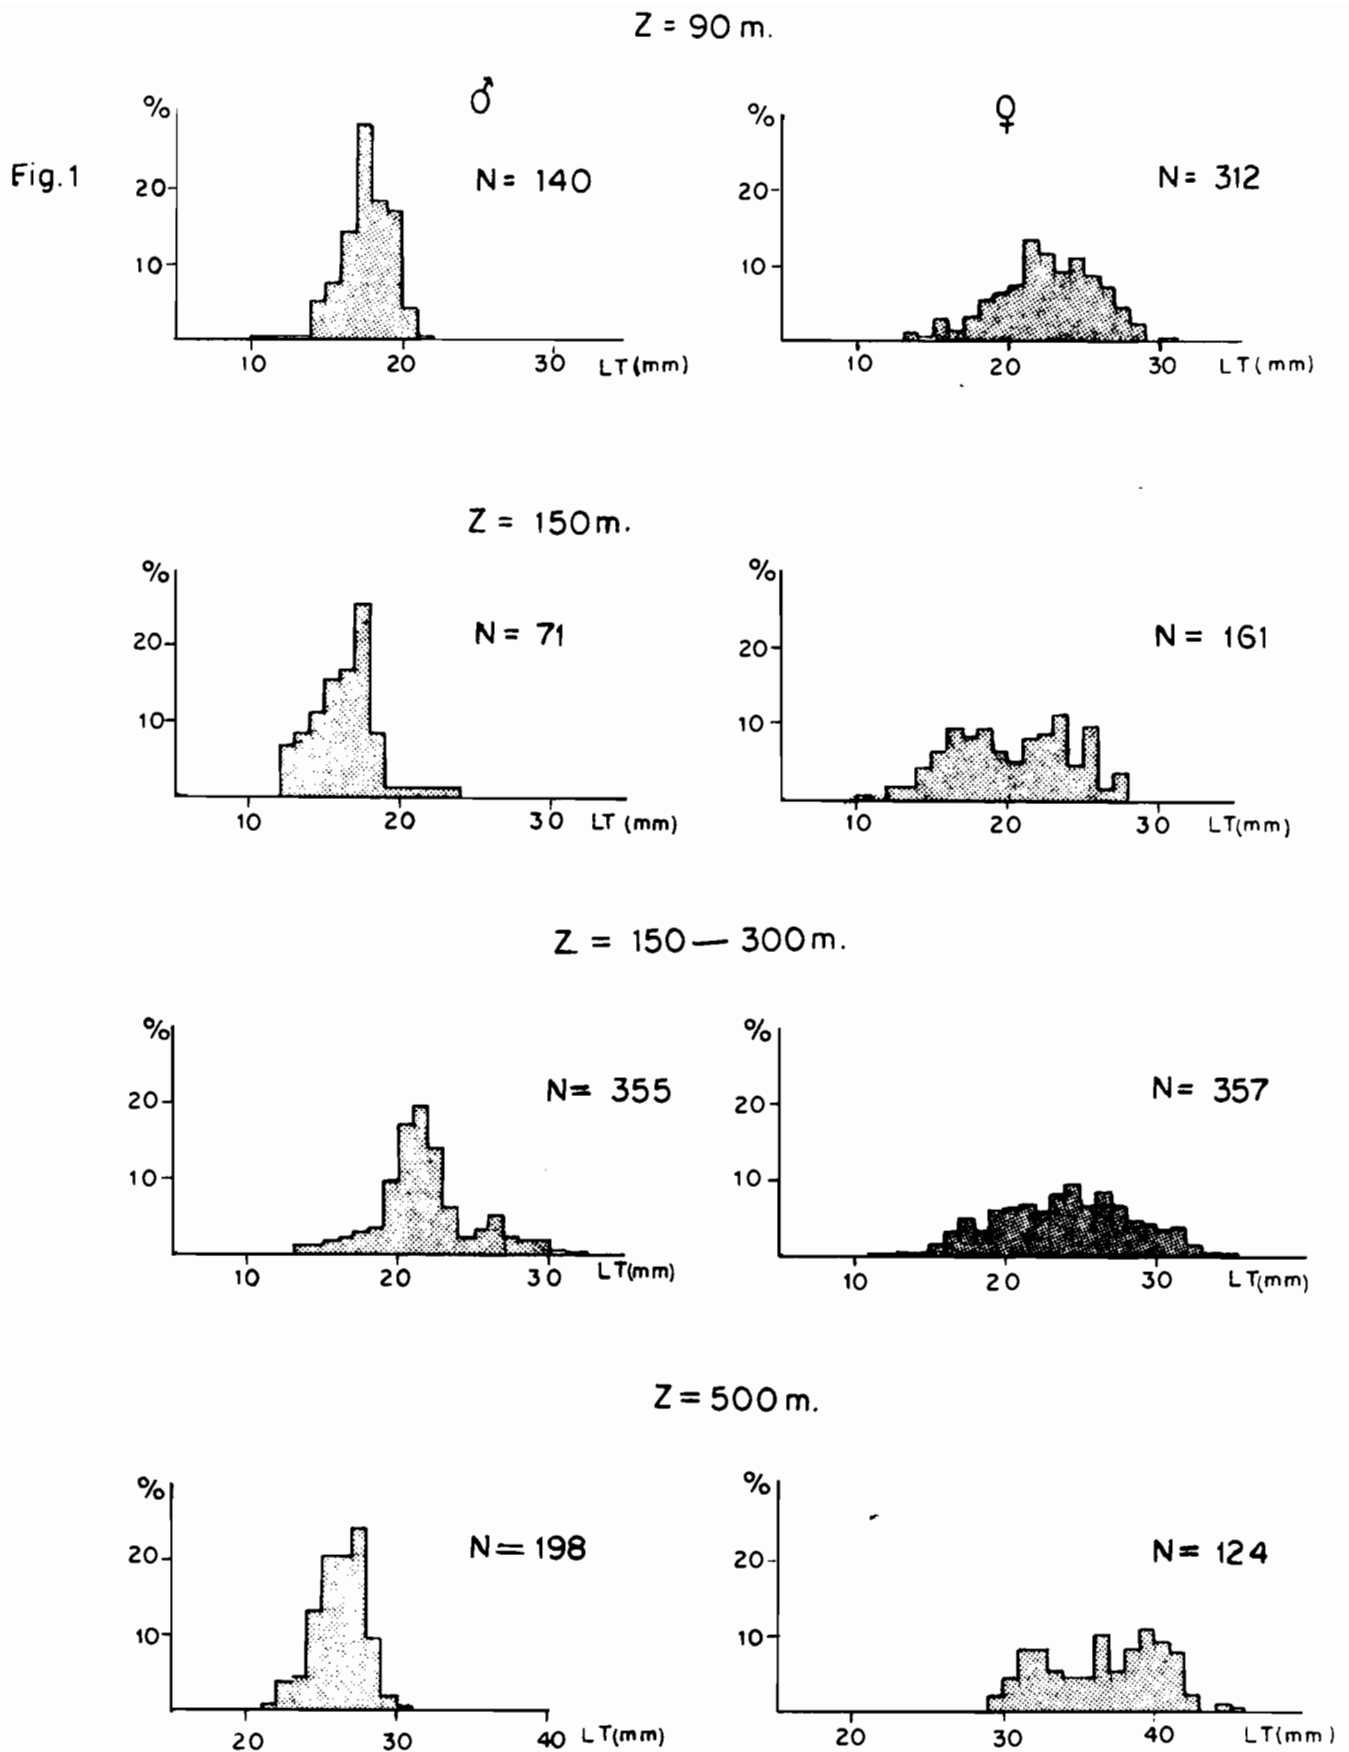 Z = 90 m.
♂ ♀
Fig.1
% %
N= 140 N= 312
20 20
10 10
10 20 30 LT (mm) 10 20 30 LT (mm)
Z = 150 m.
% %
N= 71 N= 161
20 20
10 10
10 20 30 LT (mm) 10 20 30 LT(mm)
Z = 150 — 300 m.
% %
N= 355 N= 357
20 20
10 10
10 20 30 LT(mm) 10 20 30 LT(mm)
Z = 500 m.
% %
N= 198 N= 124
20 20
10 10
20 30 40 LT(mm) 20 30 40 LT(mm)